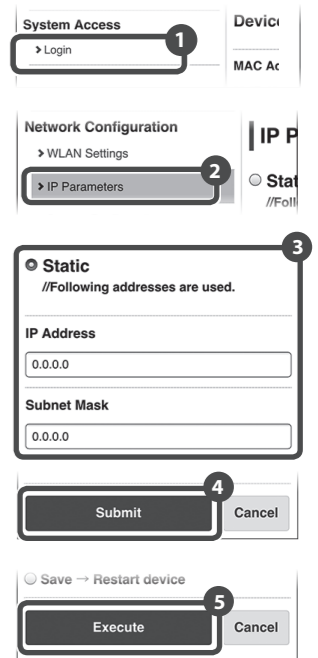 System Access
1
Login
Device
MAC Ac
Network Configuration
WLAN Settings
2
IP Parameters
IP P
Stat
//Foll
3
Static
//Following addresses are used.
IP Address
0.0.0.0
Subnet Mask
0.0.0.0
4
Submit
Cancel
Save → Restart device
5
Execute
Cancel